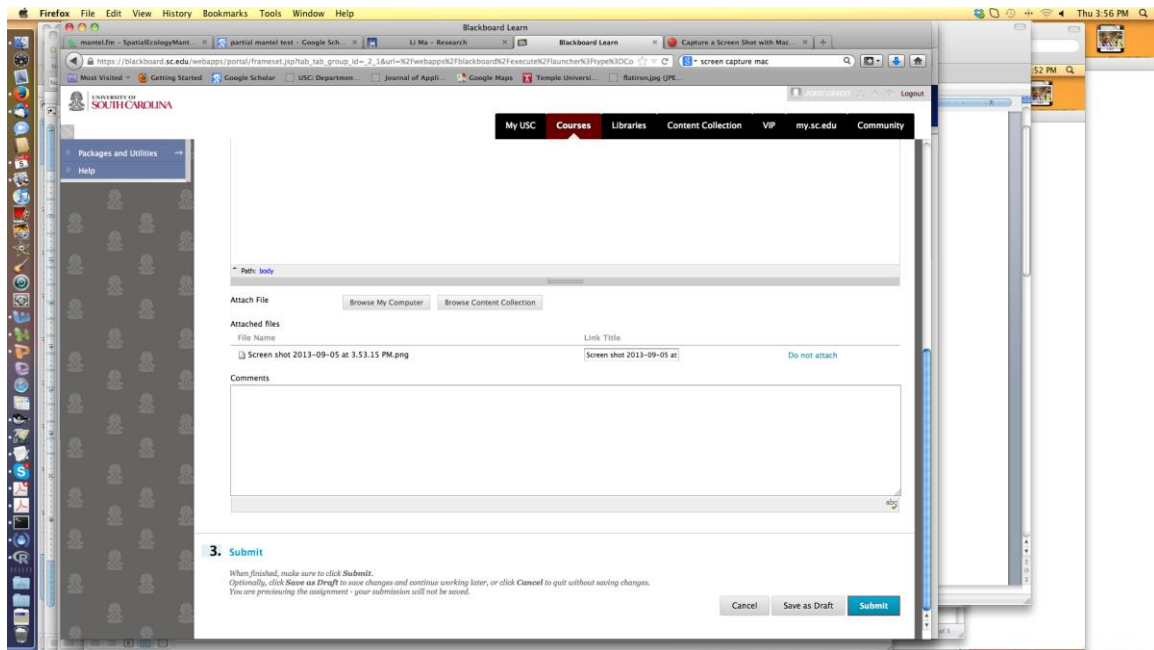 Firefox File Edit View History Bookmarks Tools Window Help
Thu 3:56 PM
Blackboard Learn
mantel.fm - SpatialEcologyMant...
partial mantel test - Google Sch...
Li Ma - Research
Blackboard Learn
Capture a Screen Shot with Mac...
https://blackboard.sc.edu/webapps/portal/frameset.jsp?tab_tab_group_id=_2_1&url=%2Fwebapps%2Fblackboard%2Fexecute%2Flauncher%3Ftype%3DCo
screen capture mac
Most Visited
Getting Started
Google Scholar
USC: Departmen...
Journal of Appli...
Google Maps
Temple Universi...
flatiron.jpg (JPE...
:52 PM
UNIVERSITY OF
SOUTH CAROLINA
Logout
My USC Courses Libraries Content Collection VIP my.sc.edu Community
Packages and Utilities
Help
Path: body
Attach File
Browse My Computer
Browse Content Collection
Attached files
File Name
Link Title
Screen shot 2013-09-05 at 3.53.15 PM.png
Screen shot 2013-09-05 at
Do not attach
Comments
abc
3. Submit
When finished, make sure to click Submit.
Optionally, click Save as Draft to save changes and continue working later, or click Cancel to quit without saving changes.
You are previewing the assignment - your submission will not be saved.
Cancel
Save as Draft
Submit